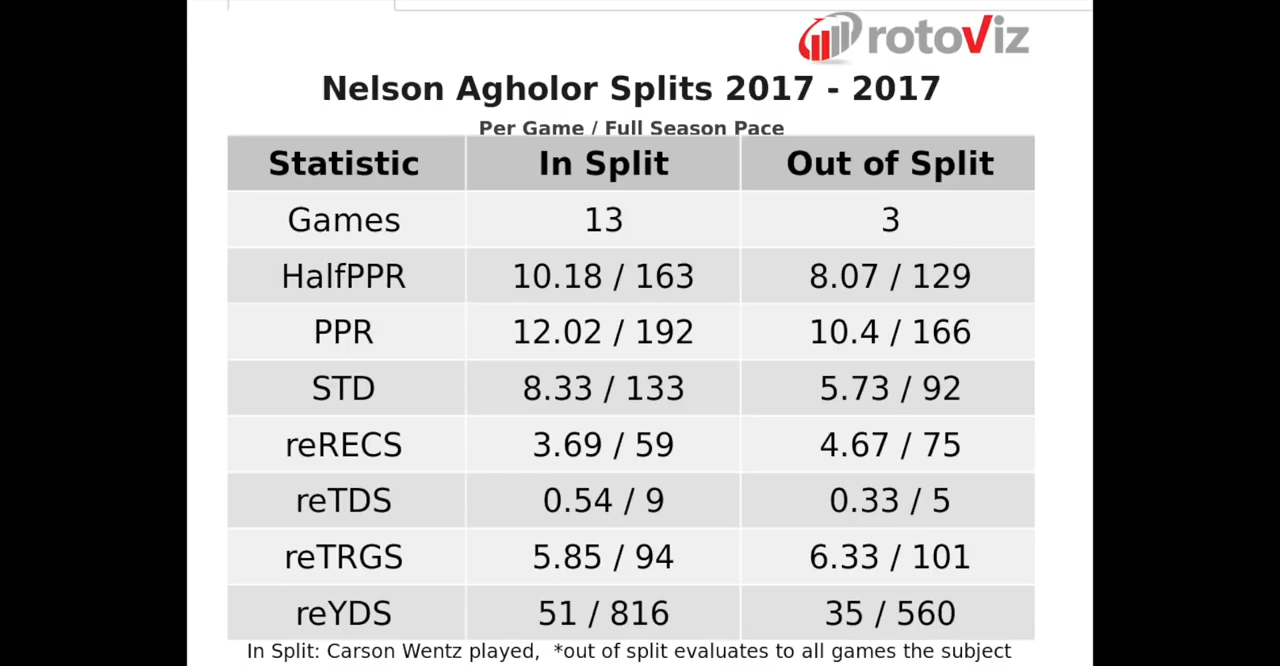 rotoViz
Nelson Agholor Splits 2017 - 2017
Per Game / Full Season Pace
Statistic In Split Out of Split
Games 13 3
HalfPPR 10.18 / 163 8.07 / 129
PPR 12.02 / 192 10.4 / 166
STD 8.33 / 133 5.73 / 92
reRECS 3.69 / 59 4.67 / 75
reTDS 0.54 / 9 0.33 / 5
reTRGS 5.85 / 94 6.33 / 101
reYDS 51 / 816 35 / 560
In Split: Carson Wentz played, *out of split evaluates to all games the subject